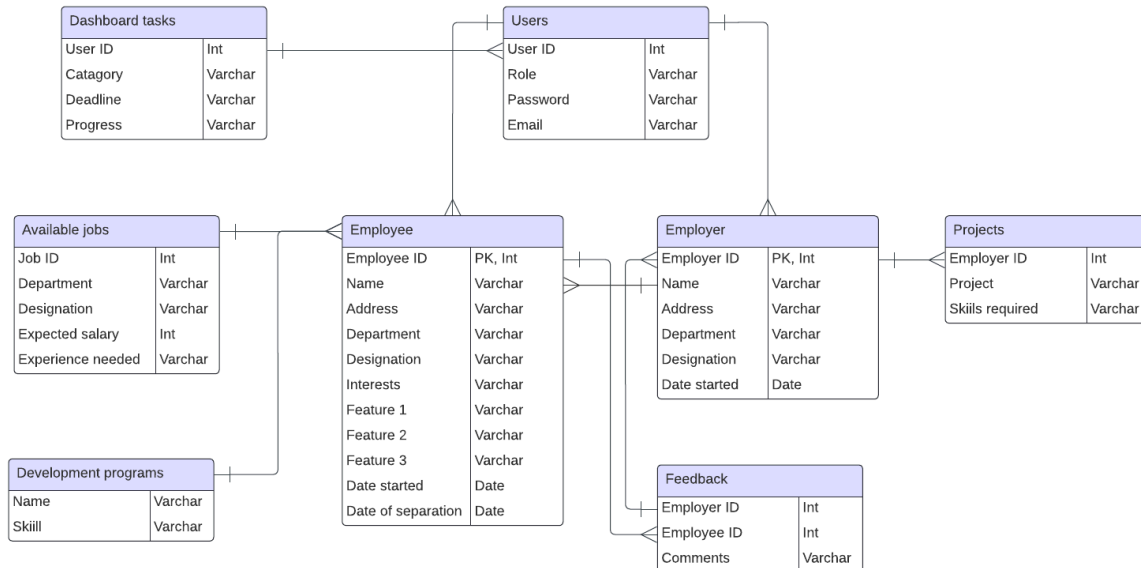 Dashboard tasks
User ID Int
Catagory Varchar
Deadline Varchar
Progress Varchar
Users
User ID Int
Role Varchar
Password Varchar
Email Varchar
Available jobs
Job ID Int
Department Varchar
Designation Varchar
Expected salary Int
Experience needed Varchar
Employee
Employee ID PK, Int
Name Varchar
Address Varchar
Department Varchar
Designation Varchar
Interests Varchar
Feature 1 Varchar
Feature 2 Varchar
Feature 3 Varchar
Date started Date
Date of separation Date
Employer
Employer ID PK, Int
Name Varchar
Address Varchar
Department Varchar
Designation Varchar
Date started Date
Projects
Employer ID Int
Project Varchar
Skiils required Varchar
Development programs
Name Varchar
Skiill Varchar
Feedback
Employer ID Int
Employee ID Int
Comments Varchar